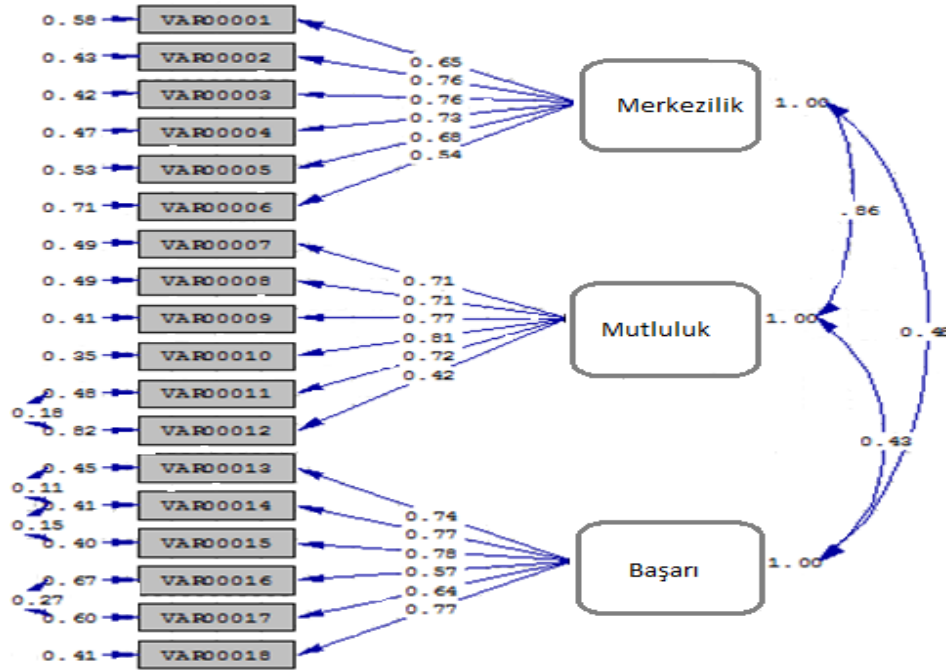 0.58 VAR00001
0.43 VAR00002
0.42 VAR00003
0.47 VAR00004
0.53 VAR00005
0.71 VAR00006
0.49 VAR00007
0.49 VAR00008
0.41 VAR00009
0.35 VAR00010
0.48 VAR00011
0.18
0.82 VAR00012
0.45 VAR00013
0.11
0.41 VAR00014
0.15
0.40 VAR00015
0.67 VAR00016
0.27
0.60 VAR00017
0.41 VAR00018
0.65
0.76
0.76
0.73
0.68
0.54
0.71
0.71
0.77
0.81
0.72
0.42
0.74
0.77
0.78
0.57
0.64
0.77
Merkezilik 1.00
Mutluluk 1.00
Başarı 1.00
.86
0.43